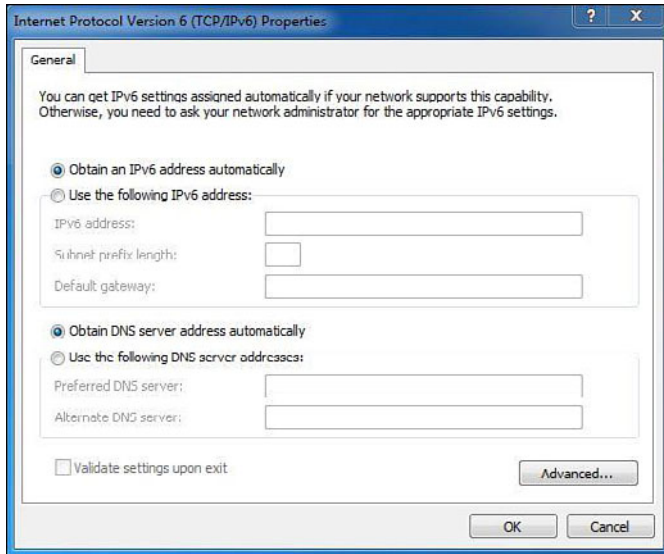 Internet Protocol Version 6 (TCP/IPv6) Properties
General
You can get IPv6 settings assigned automatically if your network supports this capability.
Otherwise, you need to ask your network administrator for the appropriate IPv6 settings.
Obtain an IPv6 address automatically
Use the following IPv6 address:
IPv6 address:
Subnet prefix length:
Default gateway:
Obtain DNS server address automatically
Use the following DNS server addresses:
Preferred DNS server:
Alternate DNS server:
Validate settings upon exit
Advanced...
OK
Cancel